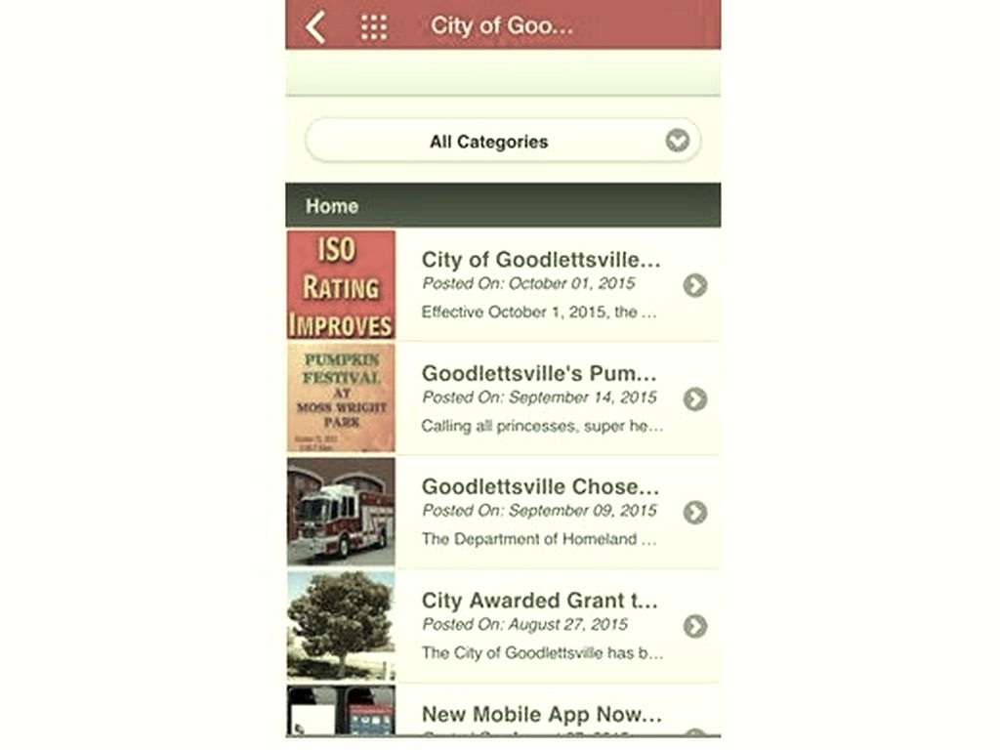 City of Goo...
All Categories
Home
ISO
RATING
IMPROVES
City of Goodlettsville...
Posted On: October 01, 2015
Effective October 1, 2015, the ...
PUMPKIN
FESTIVAL
AT
MOSS WRIGHT
PARK
Goodlettsville's Pum...
Posted On: September 14, 2015
Calling all princesses, super he...
Goodlettsville Chose...
Posted On: September 09, 2015
The Department of Homeland ...
City Awarded Grant t...
Posted On: August 27, 2015
The City of Goodlettsville has b...
New Mobile App Now...